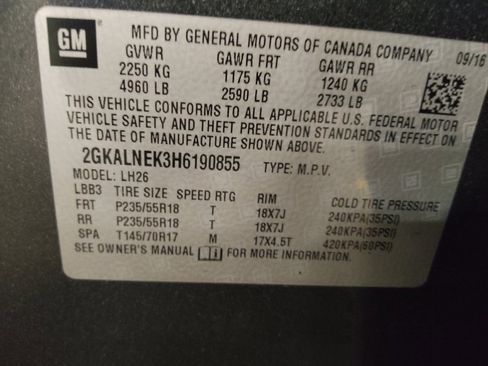 GM
MFD BY GENERAL MOTORS OF CANADA COMPANY
GVWR GAWR FRT GAWR RR 09/16
2250 KG 1175 KG 1240 KG
4960 LB 2590 LB 2733 LB
THIS VEHICLE CONFORMS TO ALL APPLICABLE U.S. FEDERAL MOTOR
VEHICLE SAFETY AND THEFT PREVENTION STANDARDS IN EFFECT ON
THE DATE OF MANUFACTURE SHOWN ABOVE.
2GKALNEK3H6190855 TYPE: M.P.V.
MODEL: LH26
LBB3 TIRE SIZE SPEED RTG RIM COLD TIRE PRESSURE
FRT P235/55R18 T 18X7J 240KPA(35PSI)
RR P235/55R18 T 18X7J 240KPA(35PSI)
SPA T145/70R17 M 17X4.5T 420KPA(60PSI)
SEE OWNER'S MANUAL FOR MORE INFORMATION.